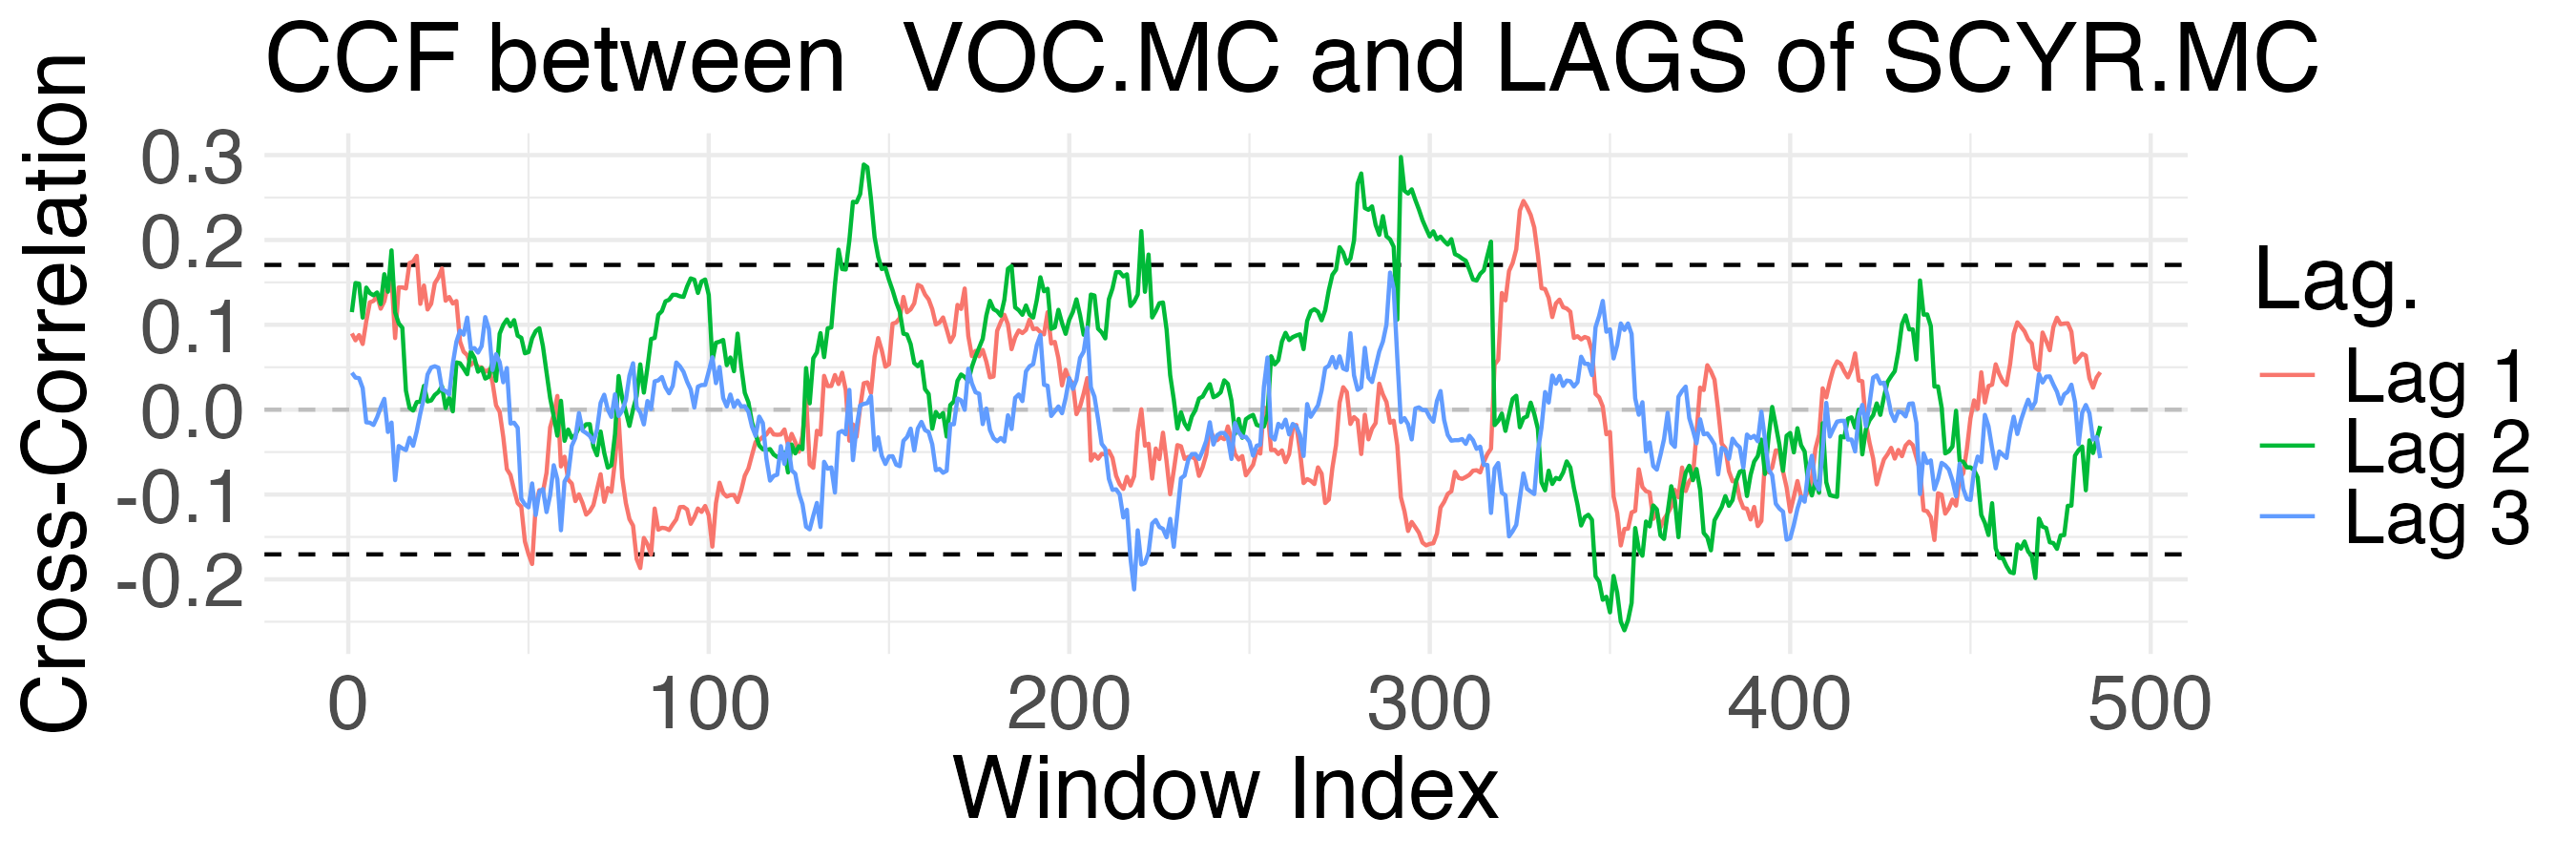 CCF between  VOC.MC and LAGS of SCYR.MC
Cross-Correlation
0.3
0.2
0.1
0.0
-0.1
-0.2
0 100 200 300 400 500
Window Index
Lag.
Lag 1
Lag 2
Lag 3